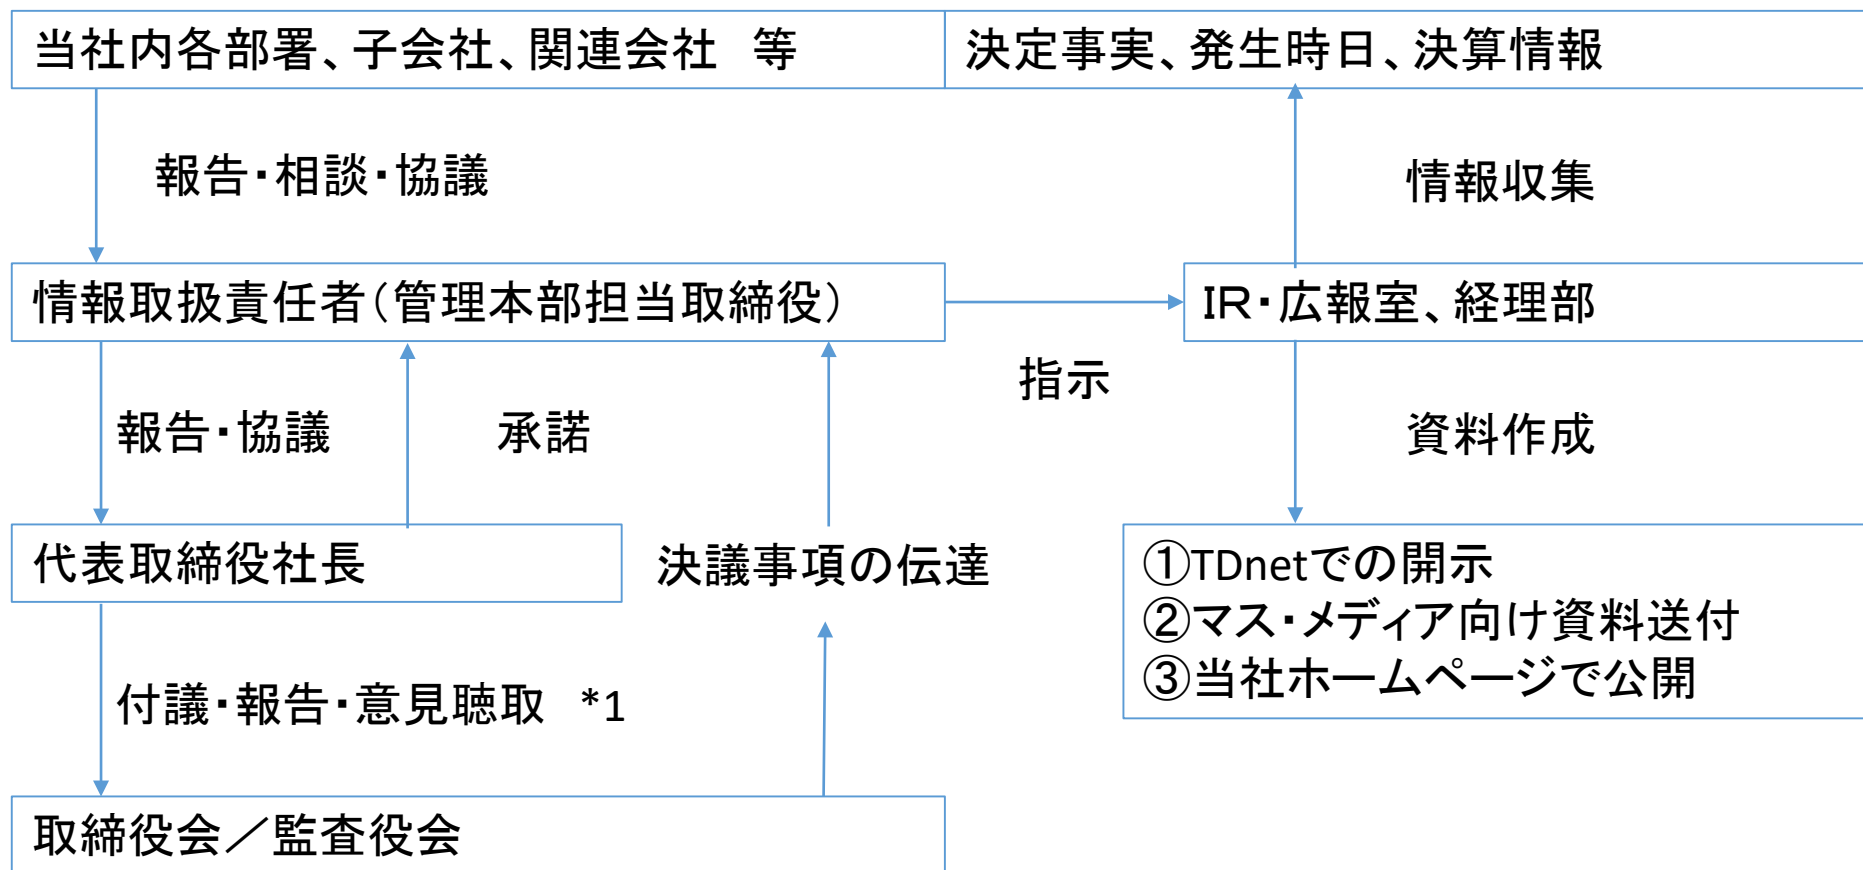 当社内各部署、子会社、関連会社　等
決定事実、発生時日、決算情報
報告・相談・協議
情報収集
情報取扱責任者（管理本部担当取締役）
IR・広報室、経理部
指示
報告・協議
承諾
資料作成
代表取締役社長
決議事項の伝達
①TDnetでの開示
②マス・メディア向け資料送付
③当社ホームページで公開
付議・報告・意見聴取　*1
取締役会／監査役会